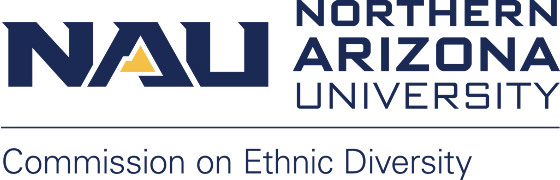 NAU
NORTHERN
ARIZONA
UNIVERSITY
Commission on Ethnic Diversity